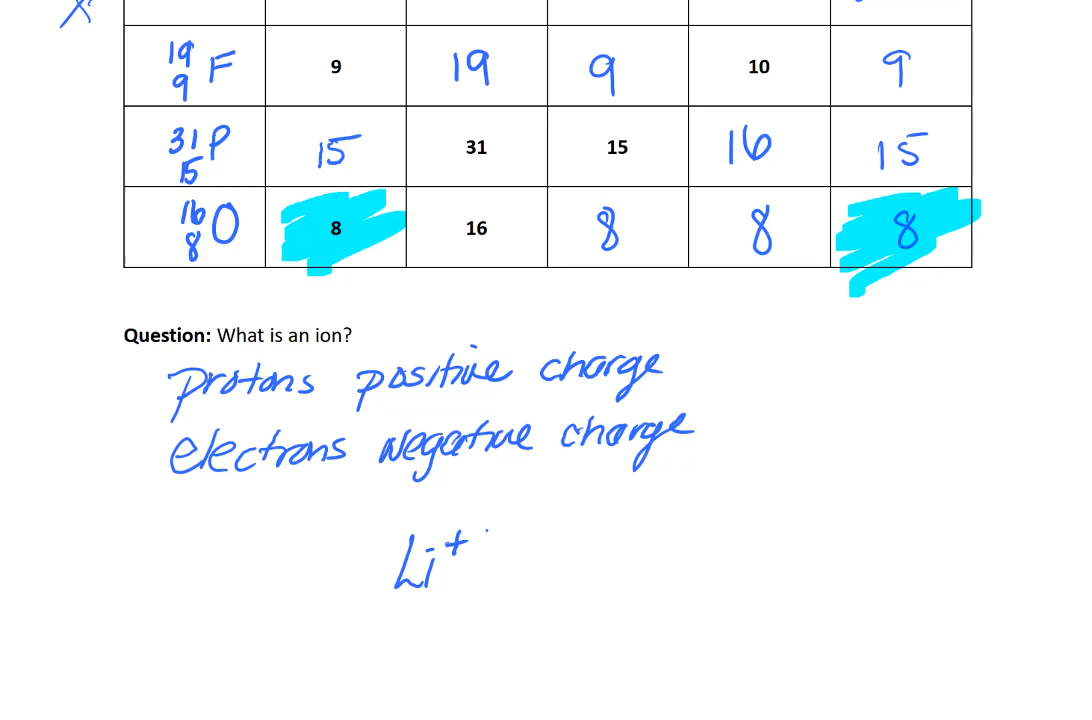 19 F 9 19 9 10 9
9
31 P 15 31 15 16 15
15
16 O 8 16 8 8 8
8
Question: What is an ion?
Protons positive charge
electrons negative charge
Li+